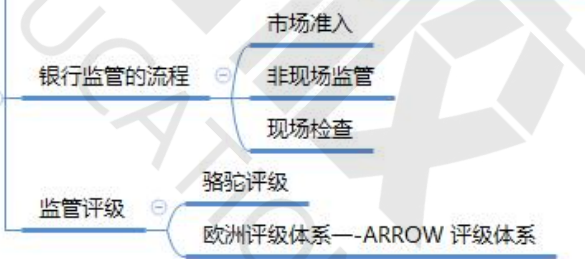 市场准入
银行监管的流程
非现场监管
现场检查
骆驼评级
监管评级
欧洲评级体系—-ARROW 评级体系
UCATION